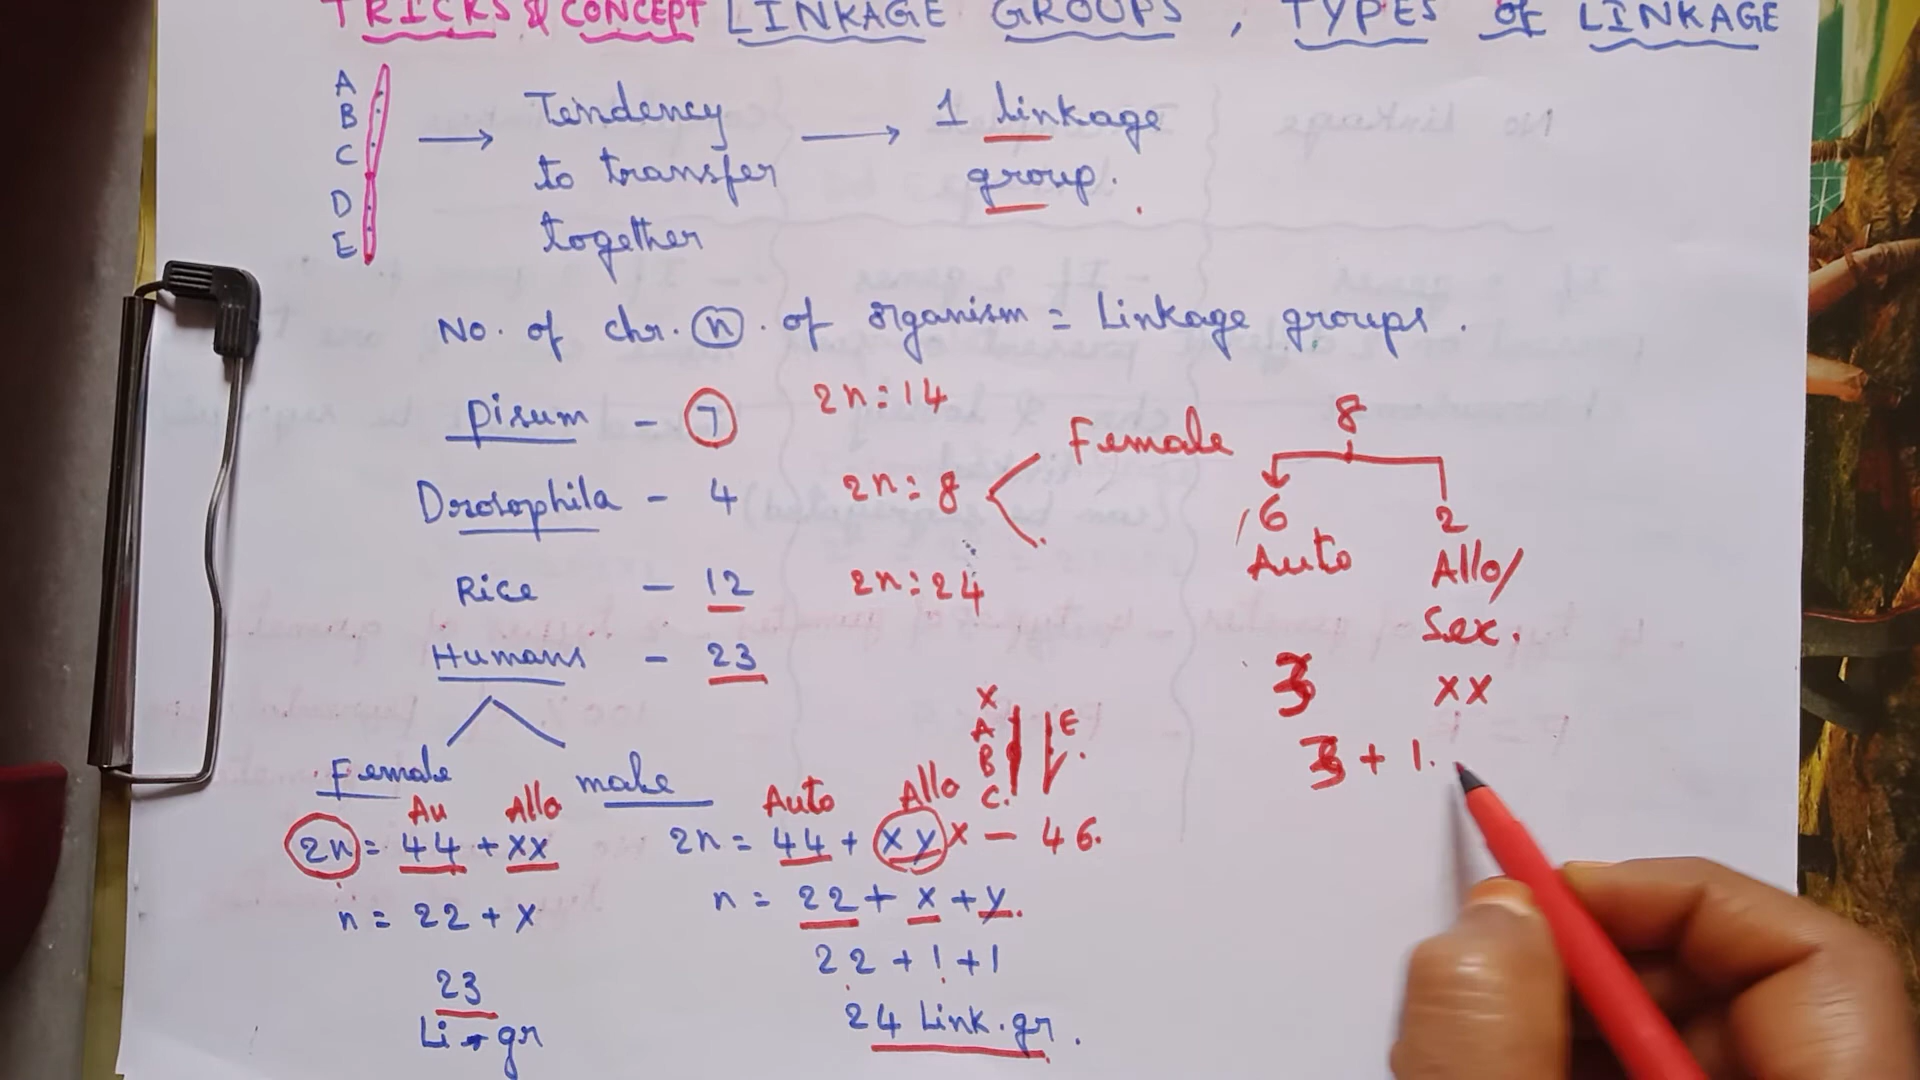 TRICKS & CONCEPT LINKAGE GROUPS, TYPES OF LINKAGE
A
B
C
D
E
→ Tendency
to transfer
together
→ 1 linkage
group.
No. of chr. n. of organism = Linkage groups.
Pisum - 7 2n = 14
Drosophila - 4 2n = 8
Female
Rice - 12 2n = 24
Humans - 23
8
6
Auto
2
Allo/
Sex.
3 XX
3 + 1.
Female
Au Allo
2n = 44 + XX
n = 22 + X
23
Li-gr
male
Auto Allo
X
A
B
C.
E
2n = 44 + XY X - 46.
n = 22 + X + Y.
22 + 1 + 1
24 Link.gr.